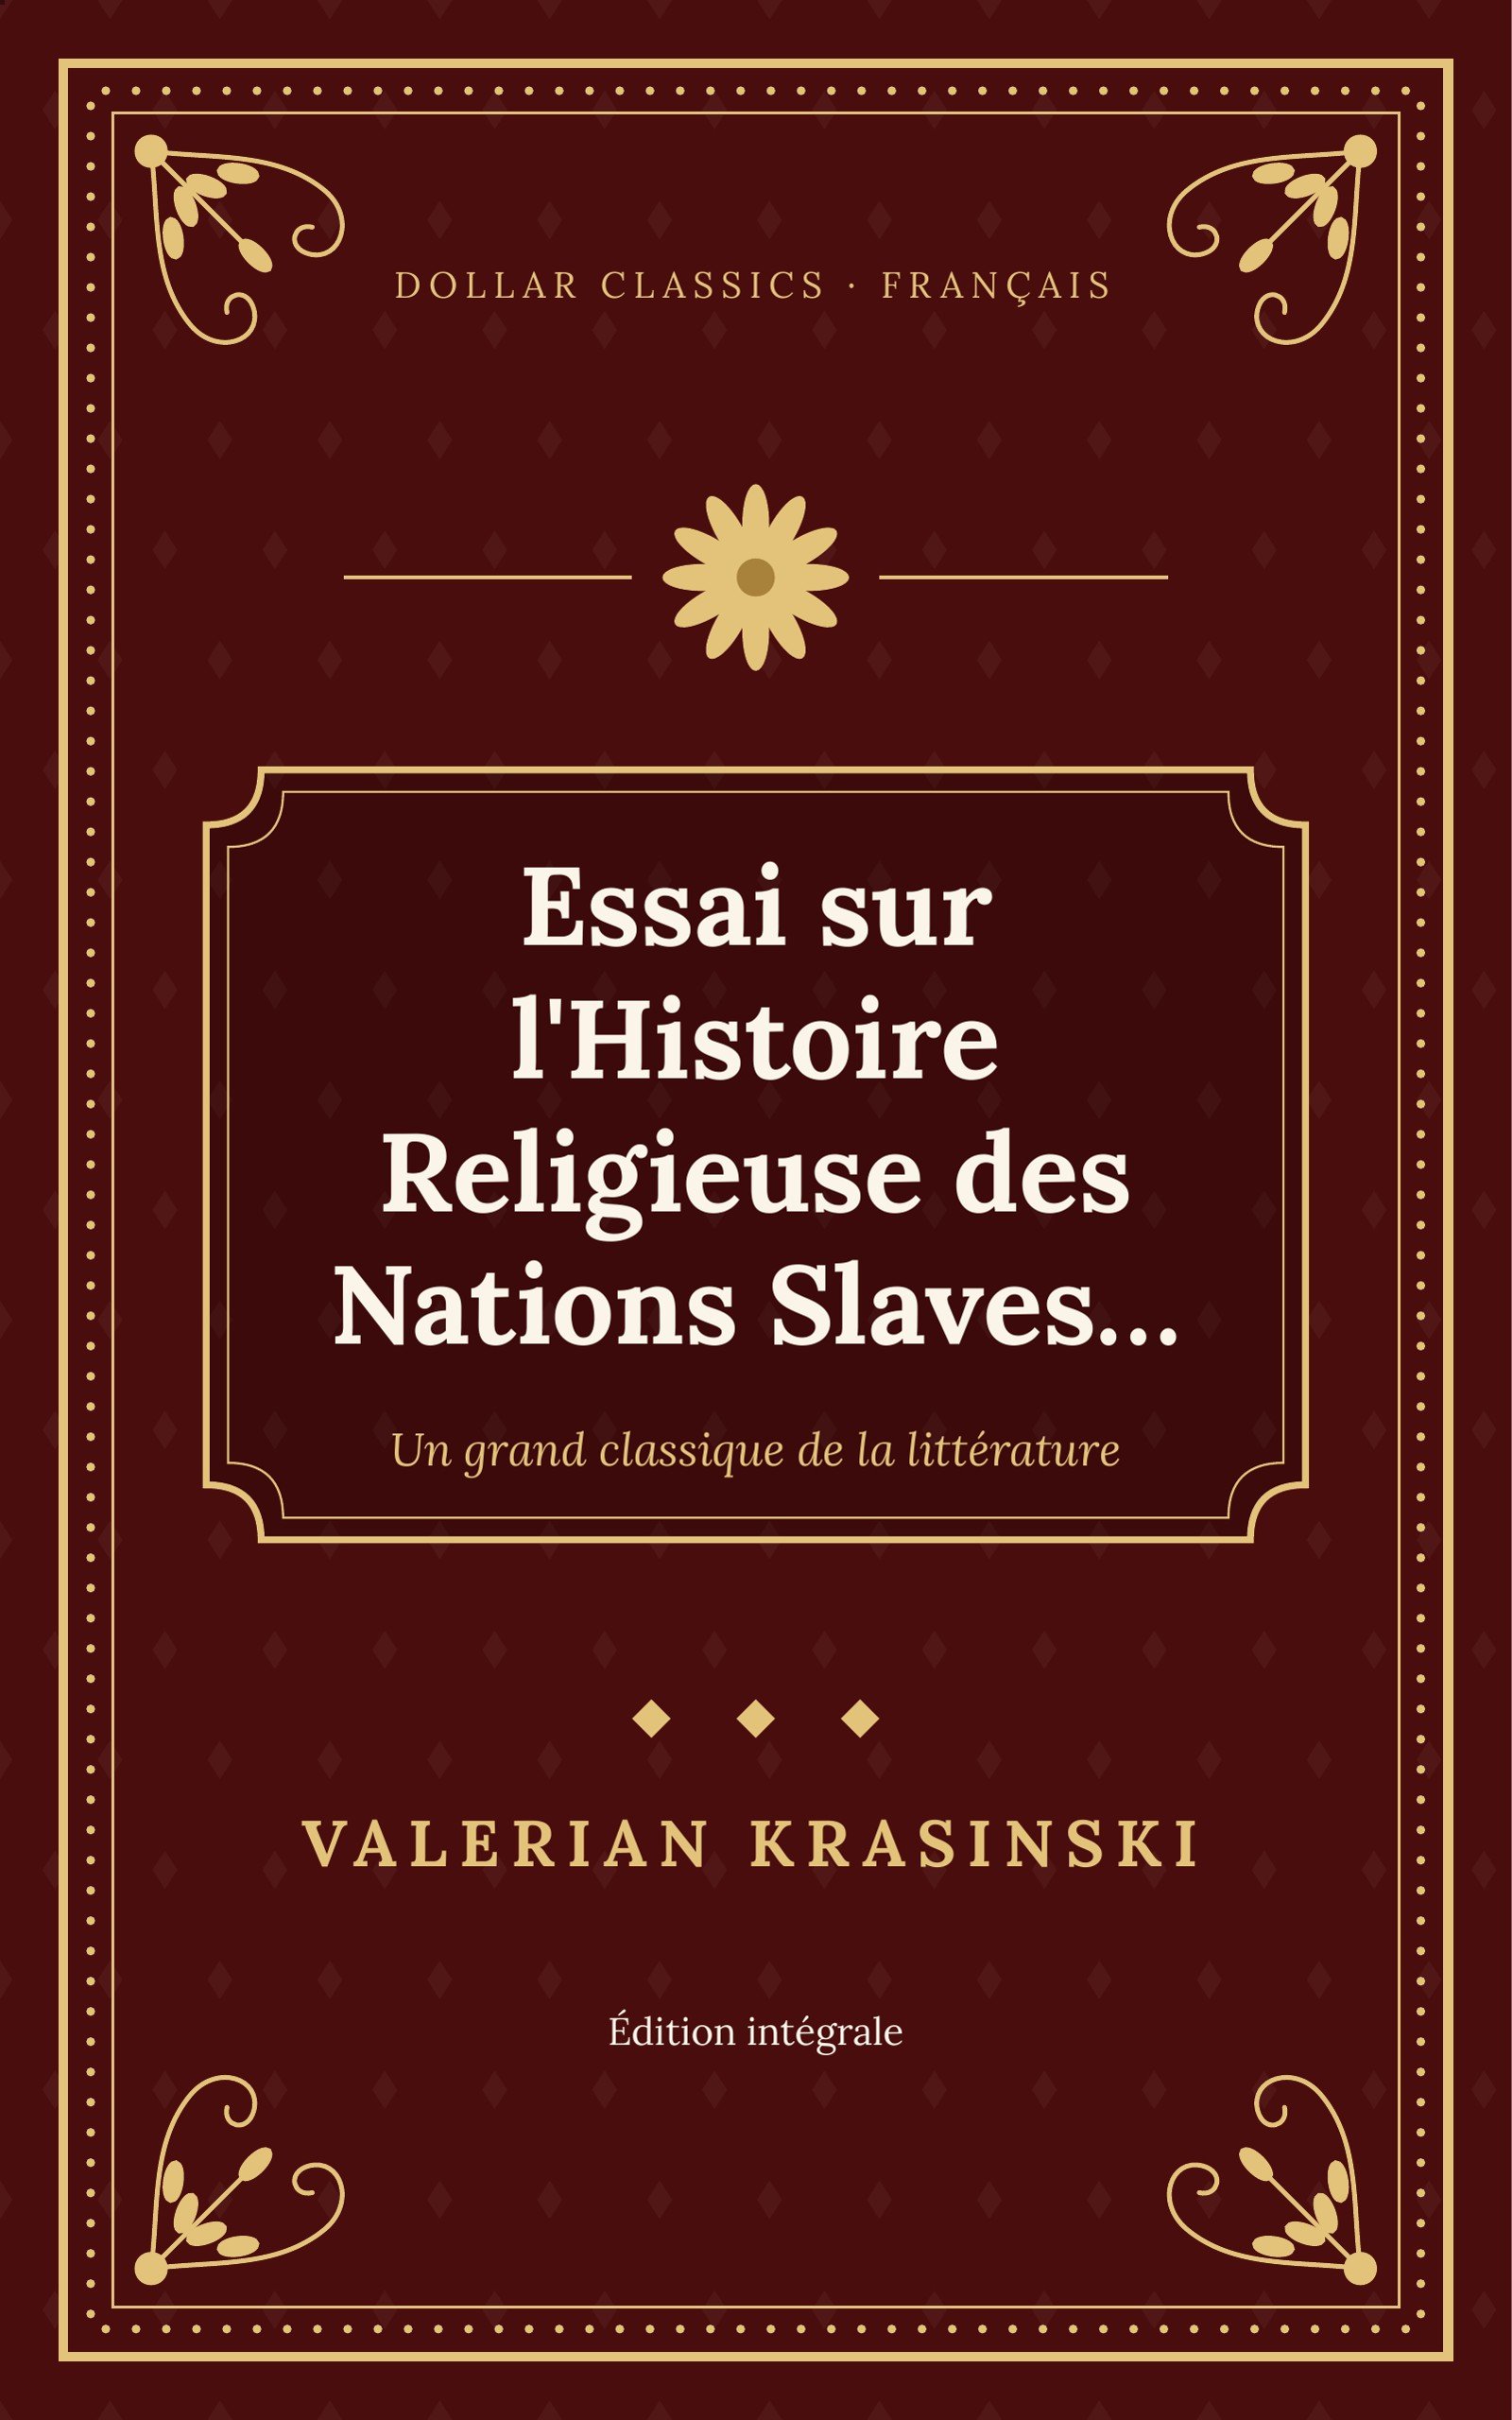 DOLLAR CLASSICS · FRANÇAIS
Essai sur
l'Histoire
Religieuse des
Nations Slaves...
Un grand classique de la littérature
VALERIAN KRASINSKI
Édition intégrale